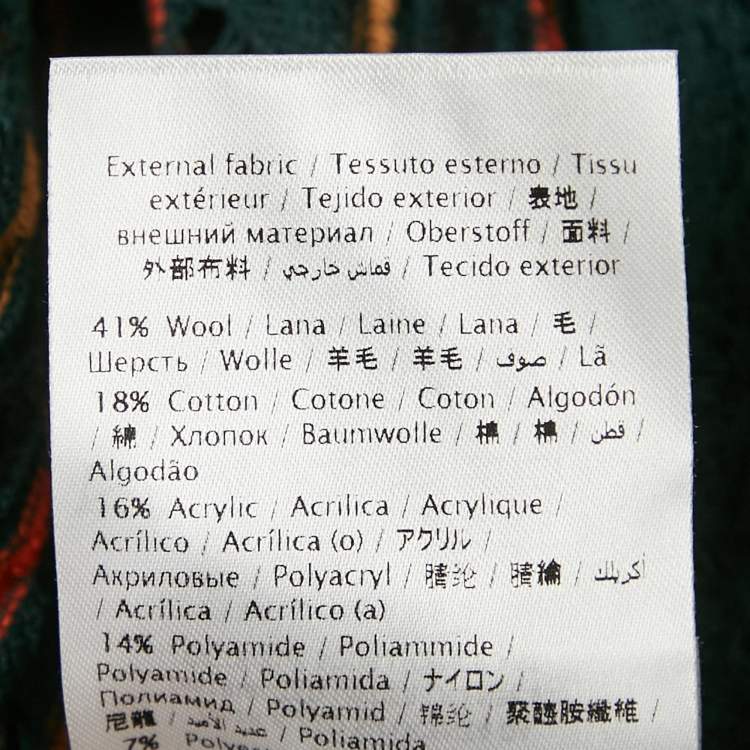 External fabric / Tessuto esterno / Tissu
extérieur / Tejido exterior / 表地 /
внешний материал / Oberstoff / 面料 /
外部布料 / قماش خارجي / Tecido exterior
41% Wool / Lana / Laine / Lana / 毛 /
Шерсть / Wolle / 羊毛 / 羊毛 / صوف / Lã
18% Cotton / Cotone / Coton / Algodón
/ 綿 / Хлопок / Baumwolle / 棉 / 棉 / قطن /
Algodão
16% Acrylic / Acrilica / Acrylique /
Acrílico / Acrílica (o) / アクリル /
Акриловые / Polyacryl / 腈纶 / 腈綸 / أكريلك
/ Acrílica / Acrílico (a)
14% Polyamide / Poliammide /
Polyamide / Poliamida / ナイロン /
Полиамид / Polyamid / 锦纶 / 聚醯胺纖維 /
尼龍 / عديد الأميد / Poliamida
7%